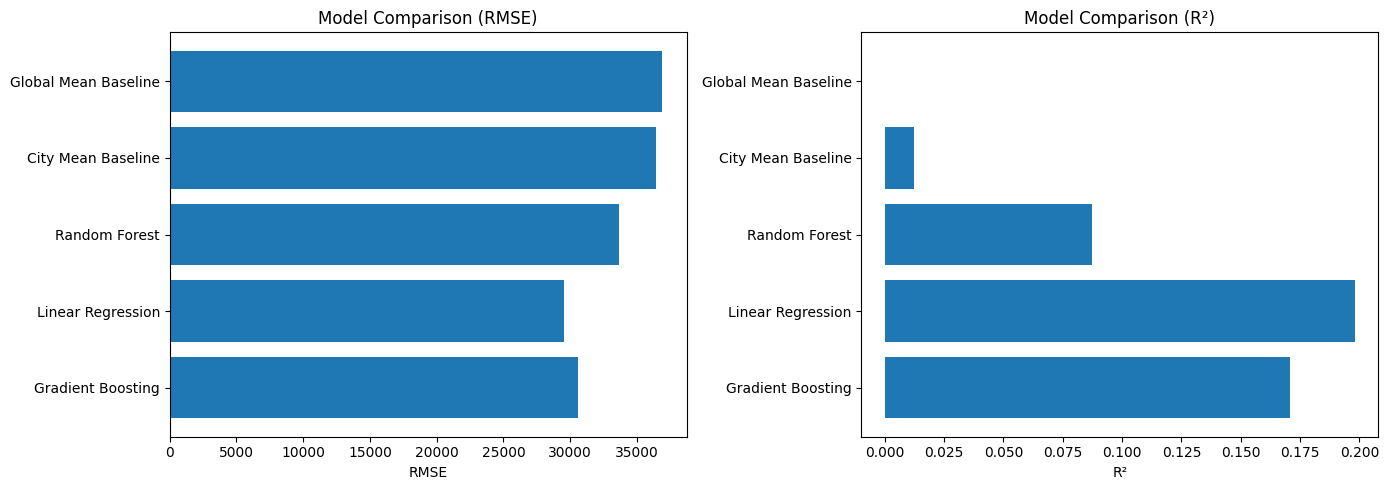 Model Comparison (RMSE)
Global Mean Baseline
City Mean Baseline
Random Forest
Linear Regression
Gradient Boosting
0 5000 10000 15000 20000 25000 30000 35000
RMSE
Model Comparison (R²)
Global Mean Baseline
City Mean Baseline
Random Forest
Linear Regression
Gradient Boosting
0.000 0.025 0.050 0.075 0.100 0.125 0.150 0.175 0.200
R²